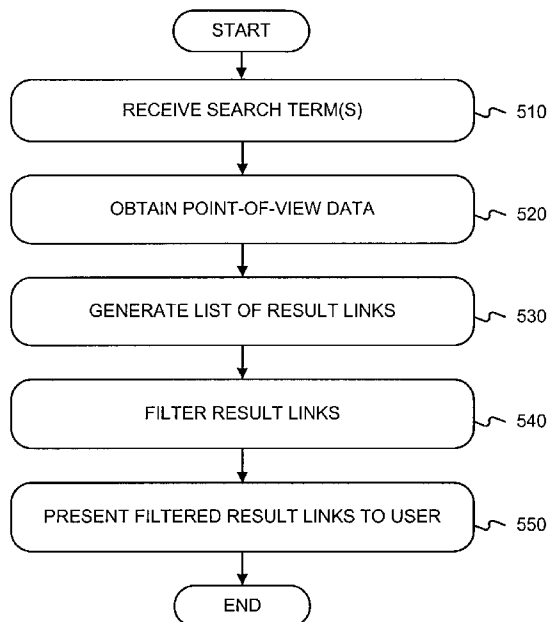 START
RECEIVE SEARCH TERM(S)
510
OBTAIN POINT-OF-VIEW DATA
520
GENERATE LIST OF RESULT LINKS
530
FILTER RESULT LINKS
540
PRESENT FILTERED RESULT LINKS TO USER
550
END